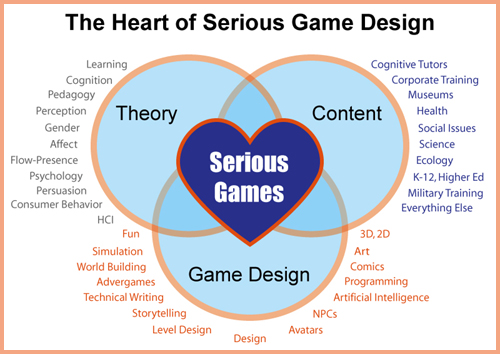 The Heart of Serious Game Design
Theory
Content
Serious
Games
Game Design
Learning
Cognition
Pedagogy
Perception
Gender
Affect
Flow-Presence
Psychology
Persuasion
Consumer Behavior
HCI
Cognitive Tutors
Corporate Training
Museums
Health
Social Issues
Science
Ecology
K-12, Higher Ed
Military Training
Everything Else
Fun
Simulation
World Building
Advergames
Technical Writing
Storytelling
Level Design
Design
3D, 2D
Art
Comics
Programming
Artificial Intelligence
NPCs
Avatars